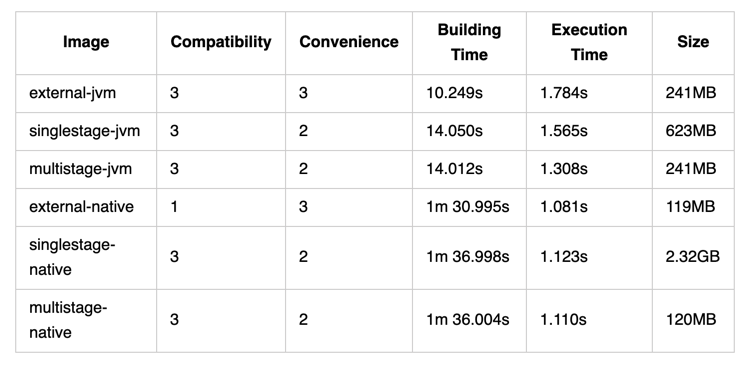 Image Compatibility Convenience Building Time Execution Time Size
external-jvm 3 3 10.249s 1.784s 241MB
singlestage-jvm 3 2 14.050s 1.565s 623MB
multistage-jvm 3 2 14.012s 1.308s 241MB
external-native 1 3 1m 30.995s 1.081s 119MB
singlestage-native 3 2 1m 36.998s 1.123s 2.32GB
multistage-native 3 2 1m 36.004s 1.110s 120MB